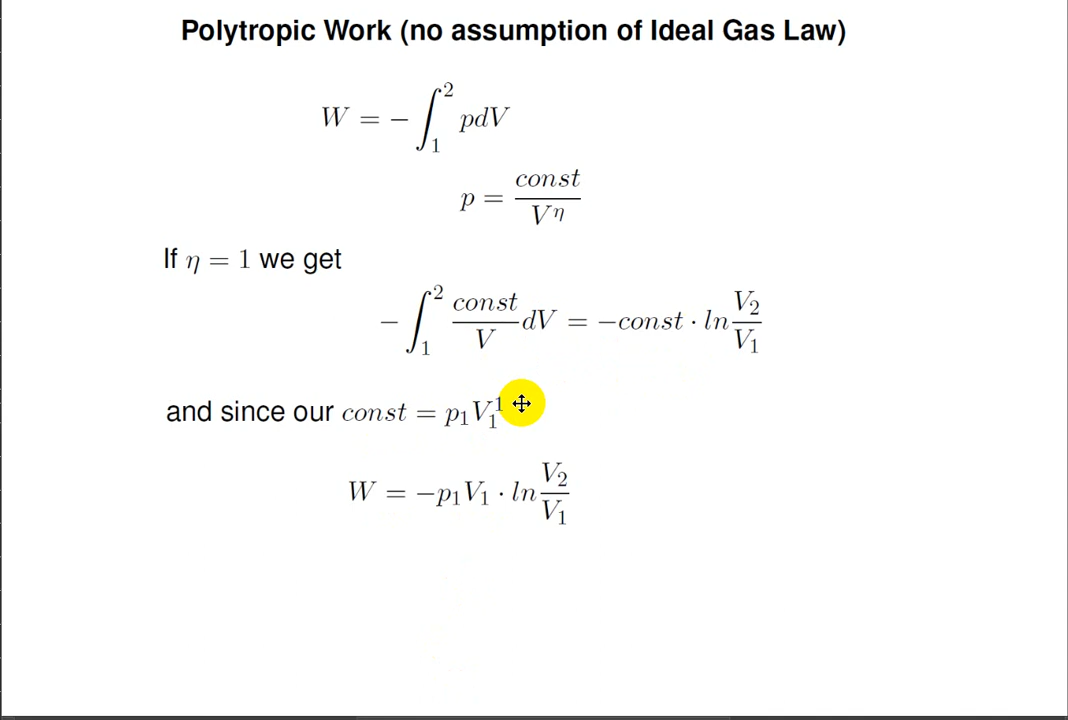 Polytropic Work (no assumption of Ideal Gas Law)
W = −∫₁² pdV
p = const / V^η
If η = 1 we get
−∫₁² const/V dV = −const · ln V₂/V₁
and since our const = p₁V₁¹
W = −p₁V₁ · ln V₂/V₁